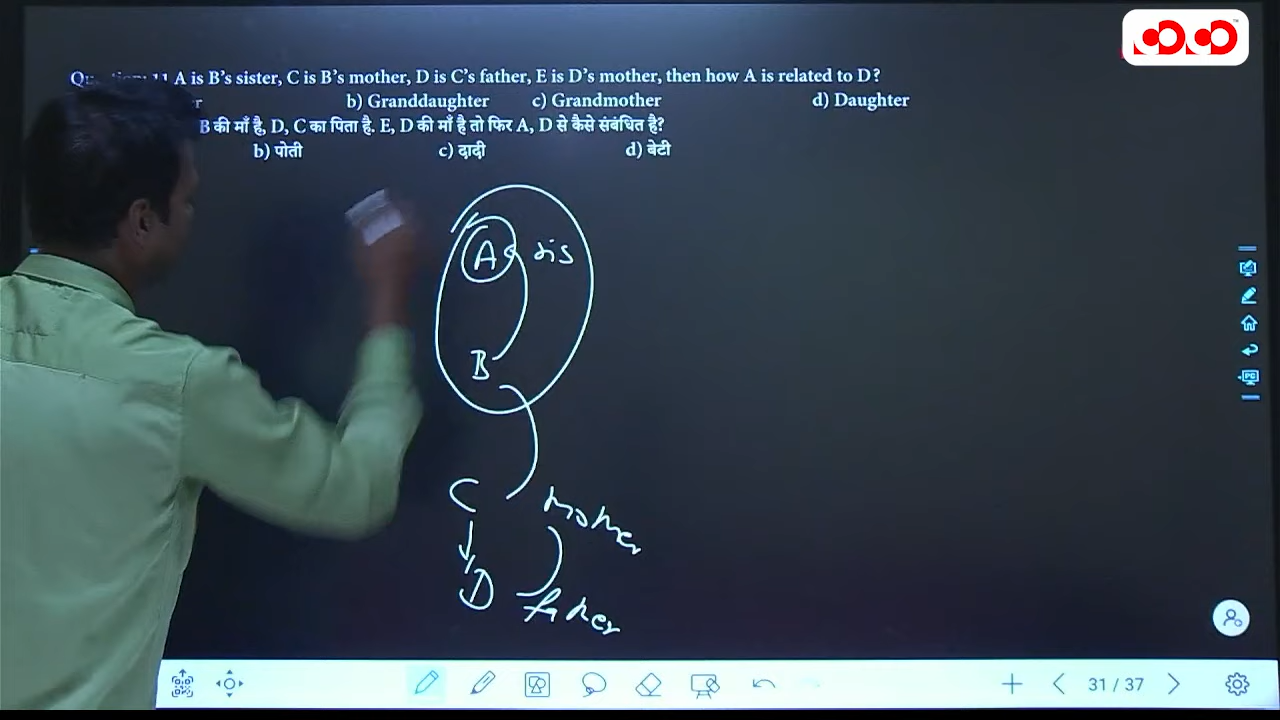 A is B's sister, C is B's mother, D is C's father, E is D's mother, then how A is related to D?
b) Granddaughter c) Grandmother d) Daughter
B की माँ है, D, C का पिता है. E, D की माँ है तो फिर A, D से कैसे संबंधित है?
b) पोती c) दादी d) बेटी
A sis
B
C mother
D father
31 / 37